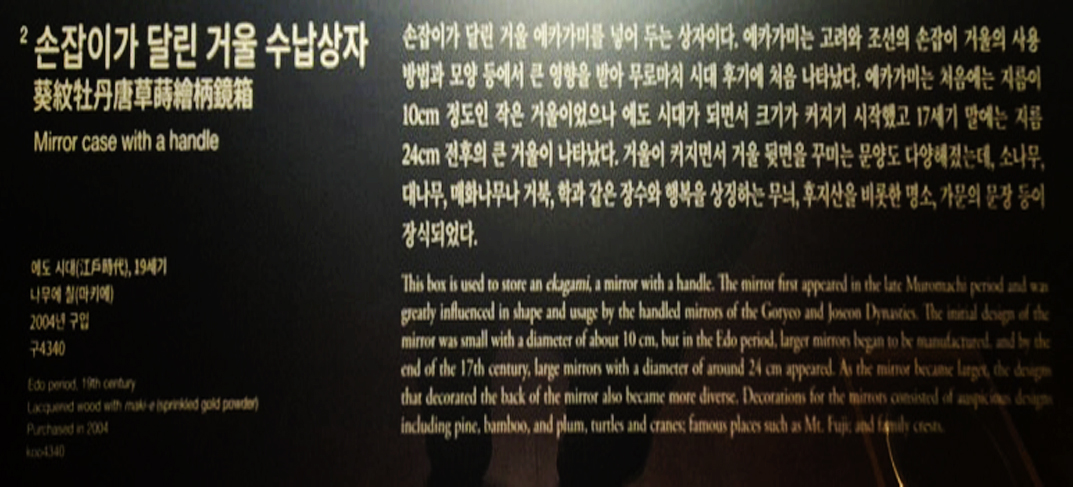 2 손잡이가 달린 거울 수납상자
葵紋牡丹唐草蒔繪柄鏡箱
Mirror case with a handle
에도 시대(江戶時代), 19세기
나무에 칠(마키에)
2004년 구입
구4340
Edo period, 19th century
Lacquered wood with maki-e (sprinkled gold powder)
Purchased in 2004
koo4340
손잡이가 달린 거울 에카가미를 넣어 두는 상자이다. 에카가미는 고려와 조선의 손잡이 거울의 사용
방법과 모양 등에서 큰 영향을 받아 무로마치 시대 후기에 처음 나타났다. 에카가미는 처음에는 지름이
10cm 정도인 작은 거울이었으나 에도 시대가 되면서 크기가 커지기 시작했고 17세기 말에는 지름
24cm 전후의 큰 거울이 나타났다. 거울이 커지면서 거울 뒷면을 꾸미는 문양도 다양해졌는데, 소나무,
대나무, 매화나무나 거북, 학과 같은 장수와 행복을 상징하는 무늬, 후지산을 비롯한 명소, 가문의 문장 등이
장식되었다.
This box is used to store an ekagami, a mirror with a handle. The mirror first appeared in the late Muromachi period and was
greatly influenced in shape and usage by the handled mirrors of the Goryeo and Joseon Dynasties. The initial design of the
mirror was small with a diameter of about 10 cm, but in the Edo period, larger mirrors began to be manufactured, and by the
end of the 17th century, large mirrors with a diameter of around 24 cm appeared. As the mirror became larger, the designs
that decorated the back of the mirror also became more diverse. Decorations for the mirrors consisted of auspicious designs
including pine, bamboo, and plum, turtles and cranes; famous places such as Mt. Fuji; and family crests.